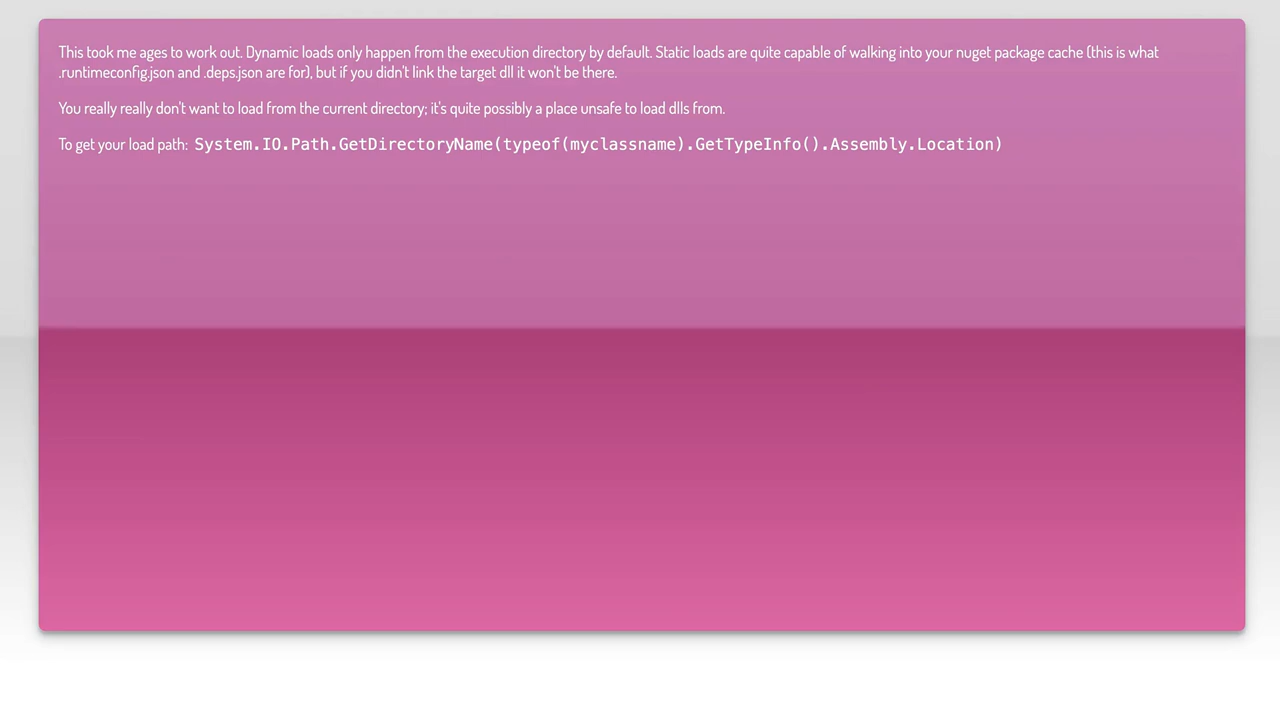 This took me ages to work out. Dynamic loads only happen from the execution directory by default. Static loads are quite capable of walking into your nuget package cache (this is what
.runtimeconfig.json and .deps.json are for), but if you didn't link the target dll it won't be there.
You really really don't want to load from the current directory; it's quite possibly a place unsafe to load dlls from.
To get your load path: System.IO.Path.GetDirectoryName(typeof(myclassname).GetTypeInfo().Assembly.Location)